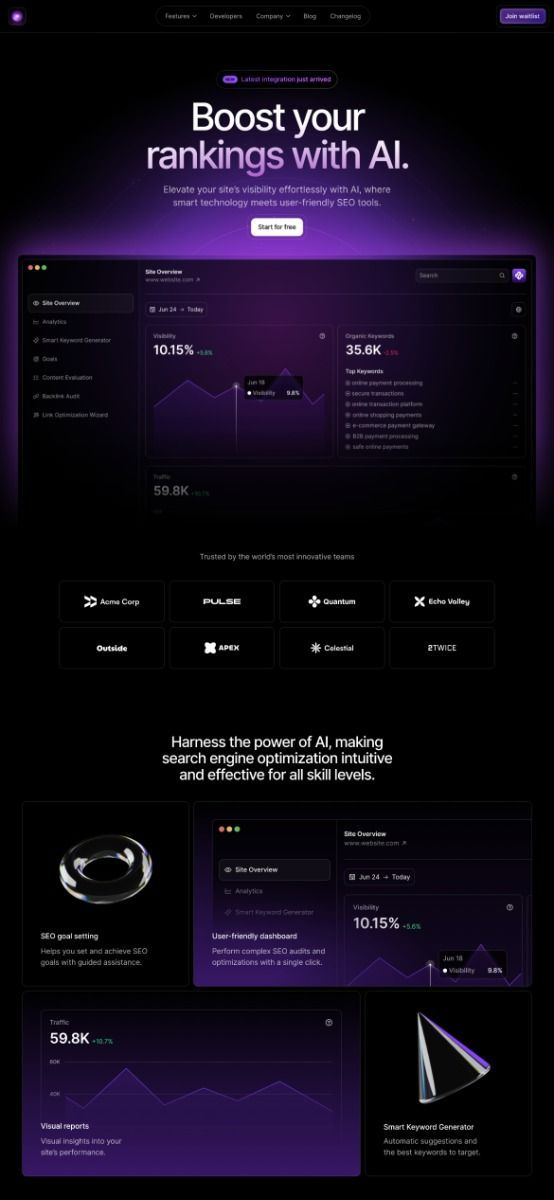 Features
Developers
Company
Blog
Changelog
Join waitlist
NEW
Latest integration just arrived
Boost your
rankings with AI.
Elevate your site's visibility effortlessly with AI, where
smart technology meets user-friendly SEO tools.
Start for free
Site Overview
www.website.com ↗
Search
Site Overview
Analytics
Smart Keyword Generator
Goals
Content Evaluation
Backlink Audit
Link Optimization Wizard
Jun 24 → Today
Visibility
10.15% +5.6%
Jun 18
Visibility 9.8%
Organic Keywords
35.6K -2.5%
Top Keywords
online payment processing
secure transactions
online transaction platform
online shopping payments
e-commerce payment gateway
B2B payment processing
safe online payments
Traffic
59.8K +10.7%
Trusted by the world's most innovative teams
Acme Corp
PULSE
Quantum
Echo Valley
Outside
APEX
Celestial
2TWICE
Harness the power of AI, making
search engine optimization intuitive
and effective for all skill levels.
SEO goal setting
Helps you set and achieve SEO
goals with guided assistance.
Site Overview
www.website.com ↗
Site Overview
Analytics
Smart Keyword Generator
Jun 24 → Today
Visibility
10.15% +5.6%
Jun 18
Visibility 9.8%
User-friendly dashboard
Perform complex SEO audits and
optimizations with a single click.
Traffic
59.8K +10.7%
60K
40K
Visual reports
Visual insights into your
site's performance.
Smart Keyword Generator
Automatic suggestions and
the best keywords to target.